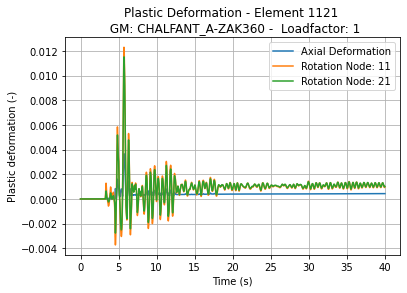 Plastic Deformation - Element 1121
GM: CHALFANT_A-ZAK360 -  Loadfactor: 1
Axial Deformation
Rotation Node: 11
Rotation Node: 21
Plastic deformation (-)
0.012
0.010
0.008
0.006
0.004
0.002
0.000
−0.002
−0.004
0 5 10 15 20 25 30 35 40
Time (s)